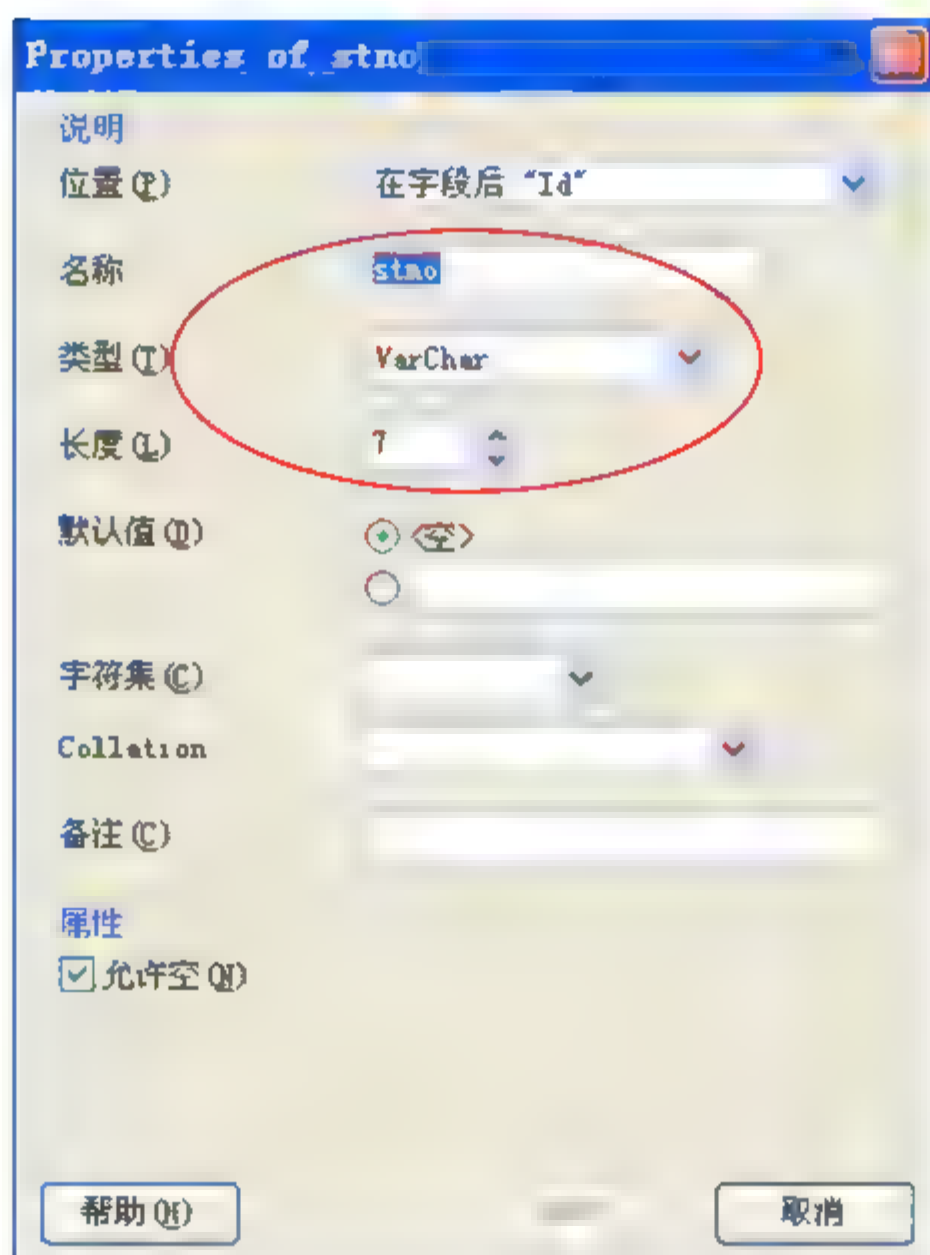 Properties of stno
说明
位置(P) 在字段后 "Id"
名称 stno
类型(T) VarChar
长度(L) 7
默认值(D) <空>
字符集(C)
Collation
备注(C)
属性
允许空(N)
帮助(H) 取消